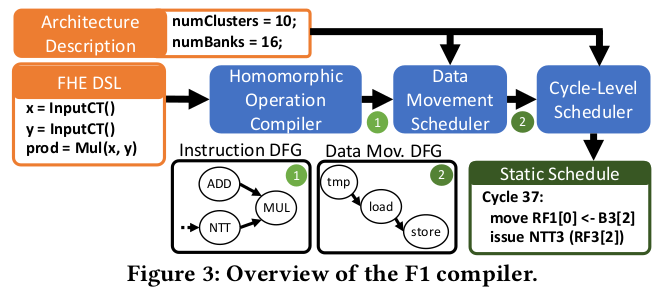 Architecture
Description
numClusters = 10;
numBanks = 16;
FHE DSL
x = InputCT()
y = InputCT()
prod = Mul(x, y)
Homomorphic
Operation
Compiler
1
Data
Movement
Scheduler
2
Cycle-Level
Scheduler
Instruction DFG
1
ADD
NTT
MUL
Data Mov. DFG
2
tmp
load
store
Static Schedule
Cycle 37:
move RF1[0] <- B3[2]
issue NTT3 (RF3[2])
Figure 3: Overview of the F1 compiler.